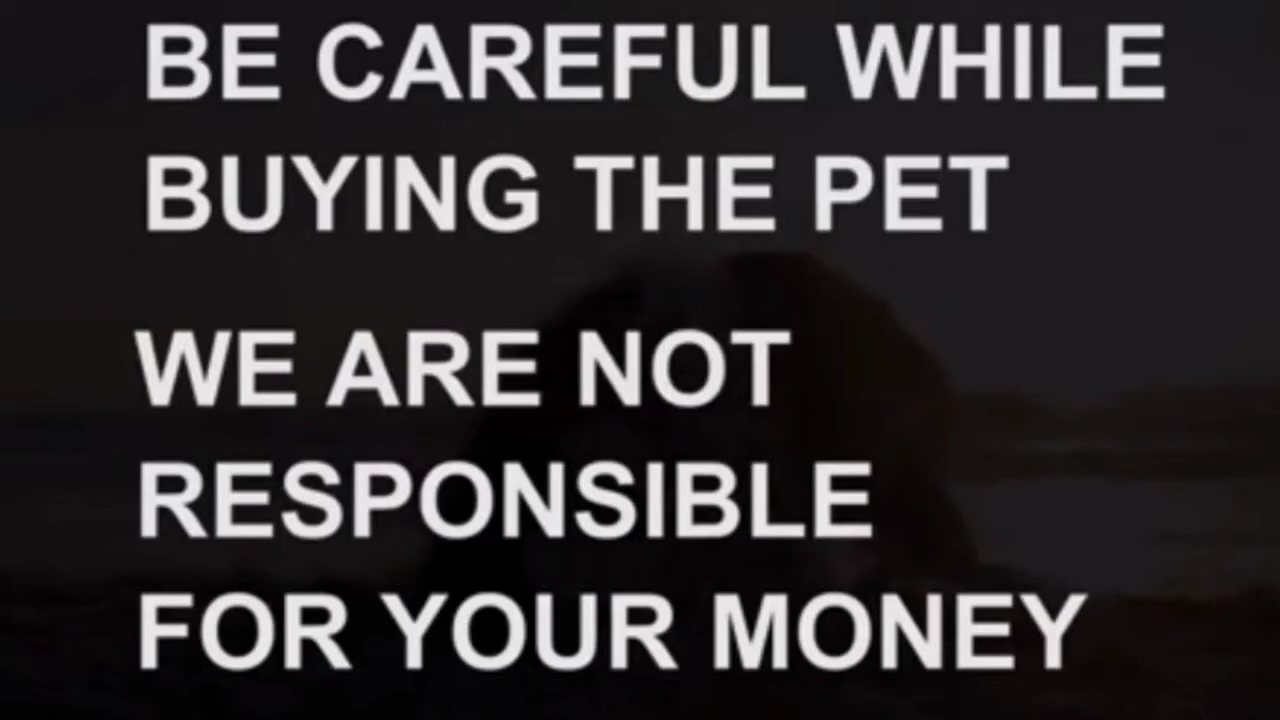 BE CAREFUL WHILE
BUYING THE PET
WE ARE NOT
RESPONSIBLE
FOR YOUR MONEY